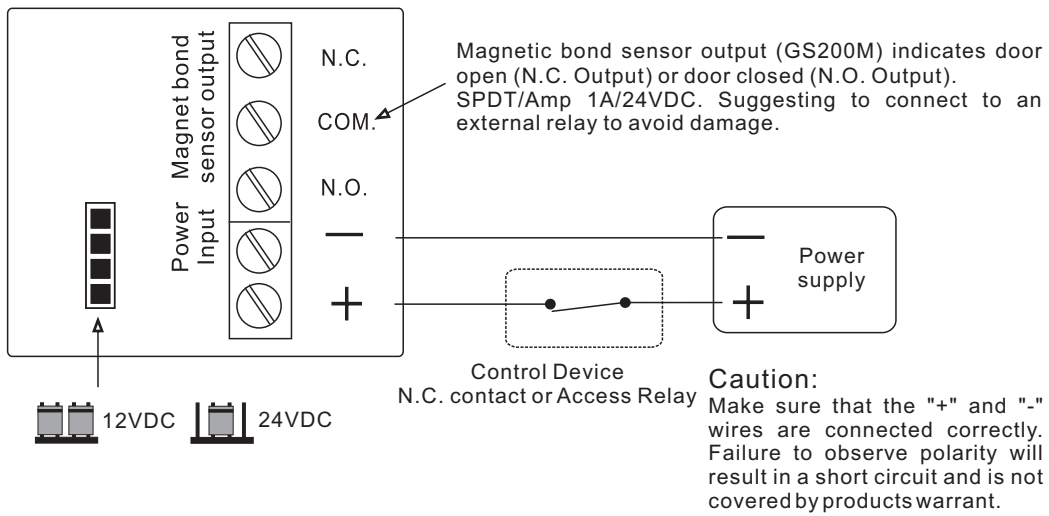 Magnet bond
sensor output
Power
Input
N.C.
COM.
N.O.
—
+
Magnetic bond sensor output (GS200M) indicates door
open (N.C. Output) or door closed (N.O. Output).
SPDT/Amp 1A/24VDC. Suggesting to connect to an
external relay to avoid damage.
—
+
Power
supply
Control Device
N.C. contact or Access Relay
12VDC
24VDC
Caution:
Make sure that the "+" and "-"
wires are connected correctly.
Failure to observe polarity will
result in a short circuit and is not
covered by products warrant.